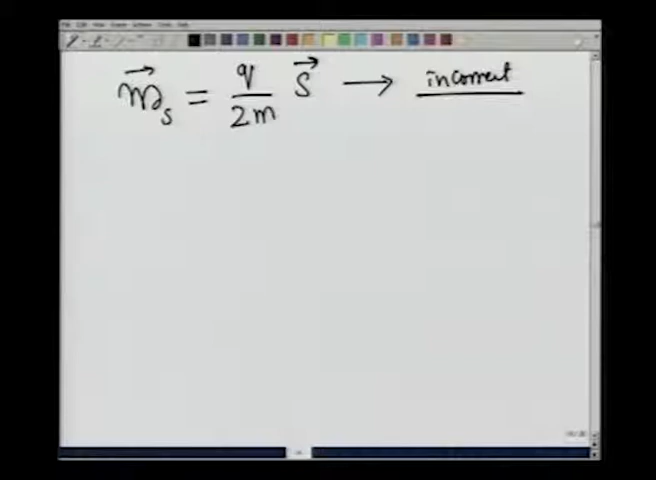 m⃗ₛ = q/2m S⃗ → incorrect